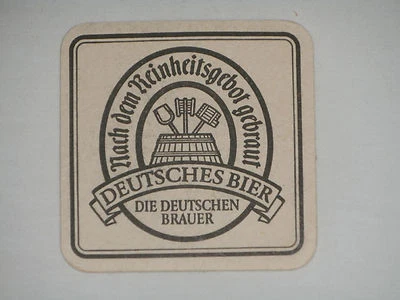 Nach dem Reinheitsgebot gebraut
DEUTSCHES BIER
DIE DEUTSCHEN
BRAUER